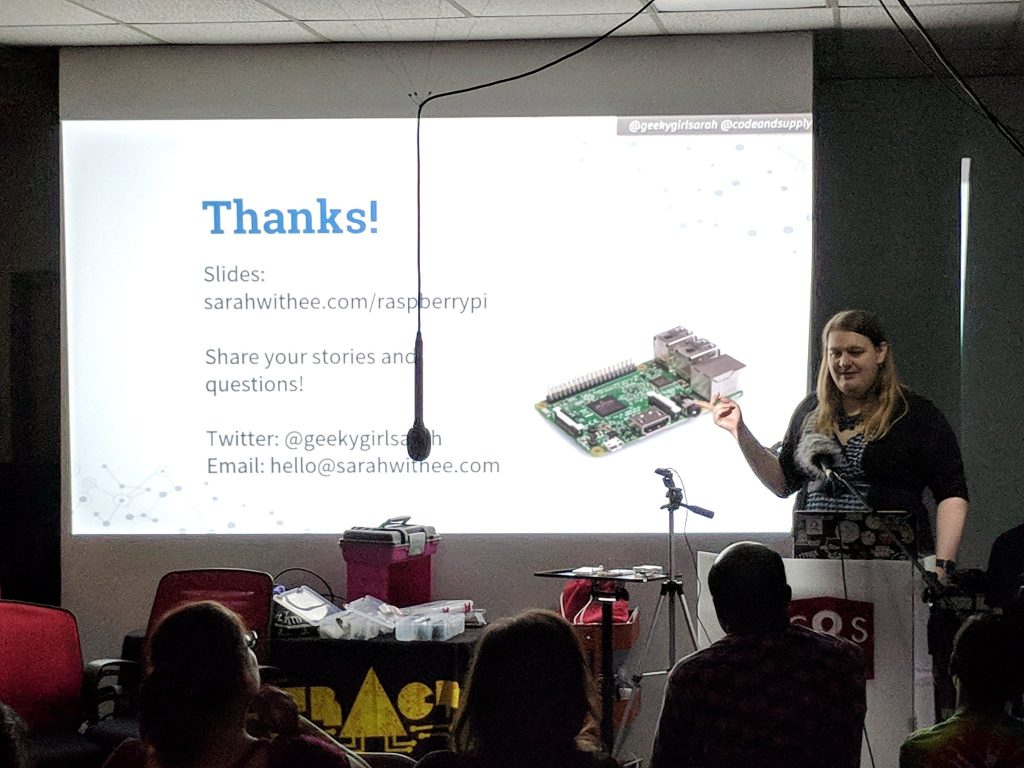 @geekygirlsarah @codeandsupply
Thanks!
Slides:
sarahwithee.com/raspberrypi
Share your stories and
questions!
Twitter: @geekygirlsarah
Email: hello@sarahwithee.com